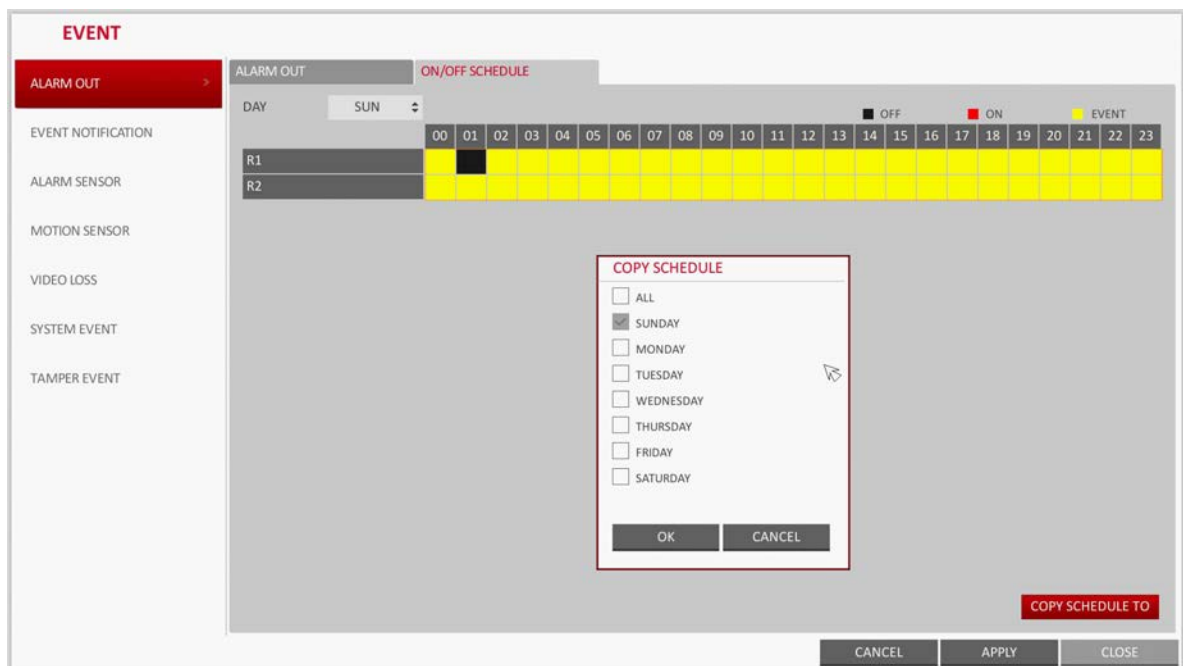 EVENT
ALARM OUT >
EVENT NOTIFICATION
ALARM SENSOR
MOTION SENSOR
VIDEO LOSS
SYSTEM EVENT
TAMPER EVENT
ALARM OUT ON/OFF SCHEDULE
DAY SUN
OFF ON EVENT
00 01 02 03 04 05 06 07 08 09 10 11 12 13 14 15 16 17 18 19 20 21 22 23
R1
R2
COPY SCHEDULE
ALL
SUNDAY
MONDAY
TUESDAY
WEDNESDAY
THURSDAY
FRIDAY
SATURDAY
OK CANCEL
COPY SCHEDULE TO
CANCEL APPLY CLOSE